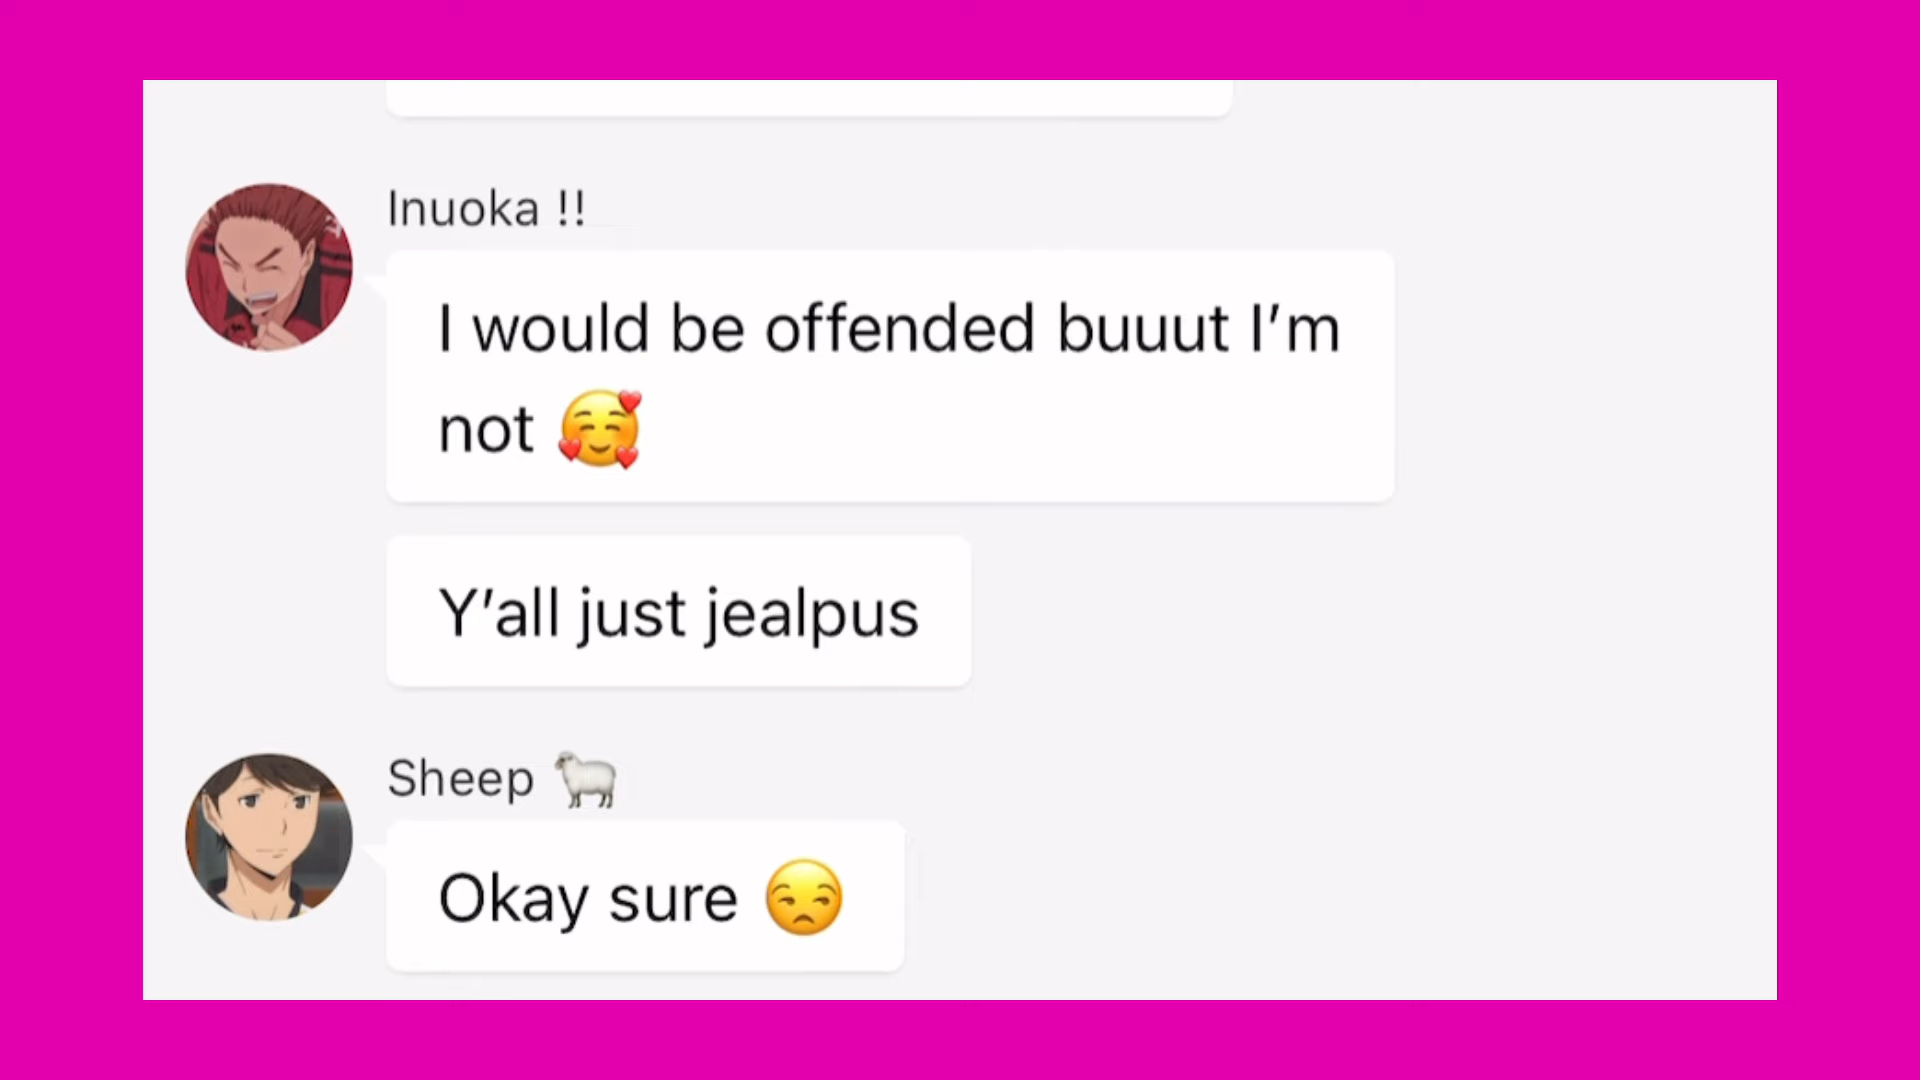 Inuoka !!
I would be offended buuut I’m
not 🥰
Y’all just jealpus
Sheep 🐑
Okay sure 😒